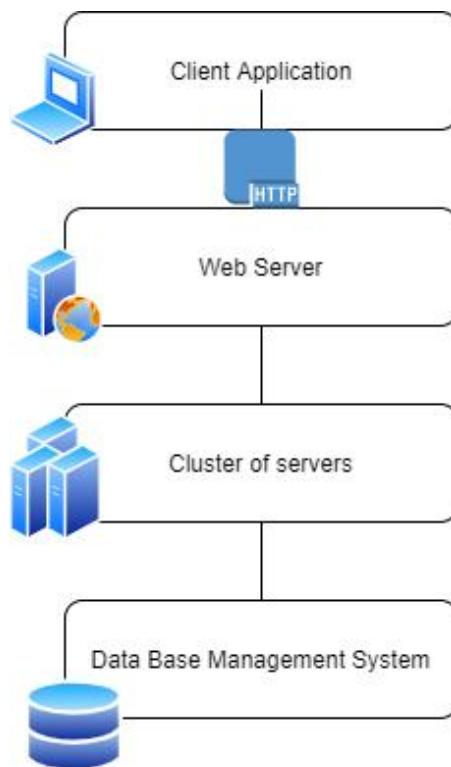 Client Application
HTTP
Web Server
Cluster of servers
Data Base Management System